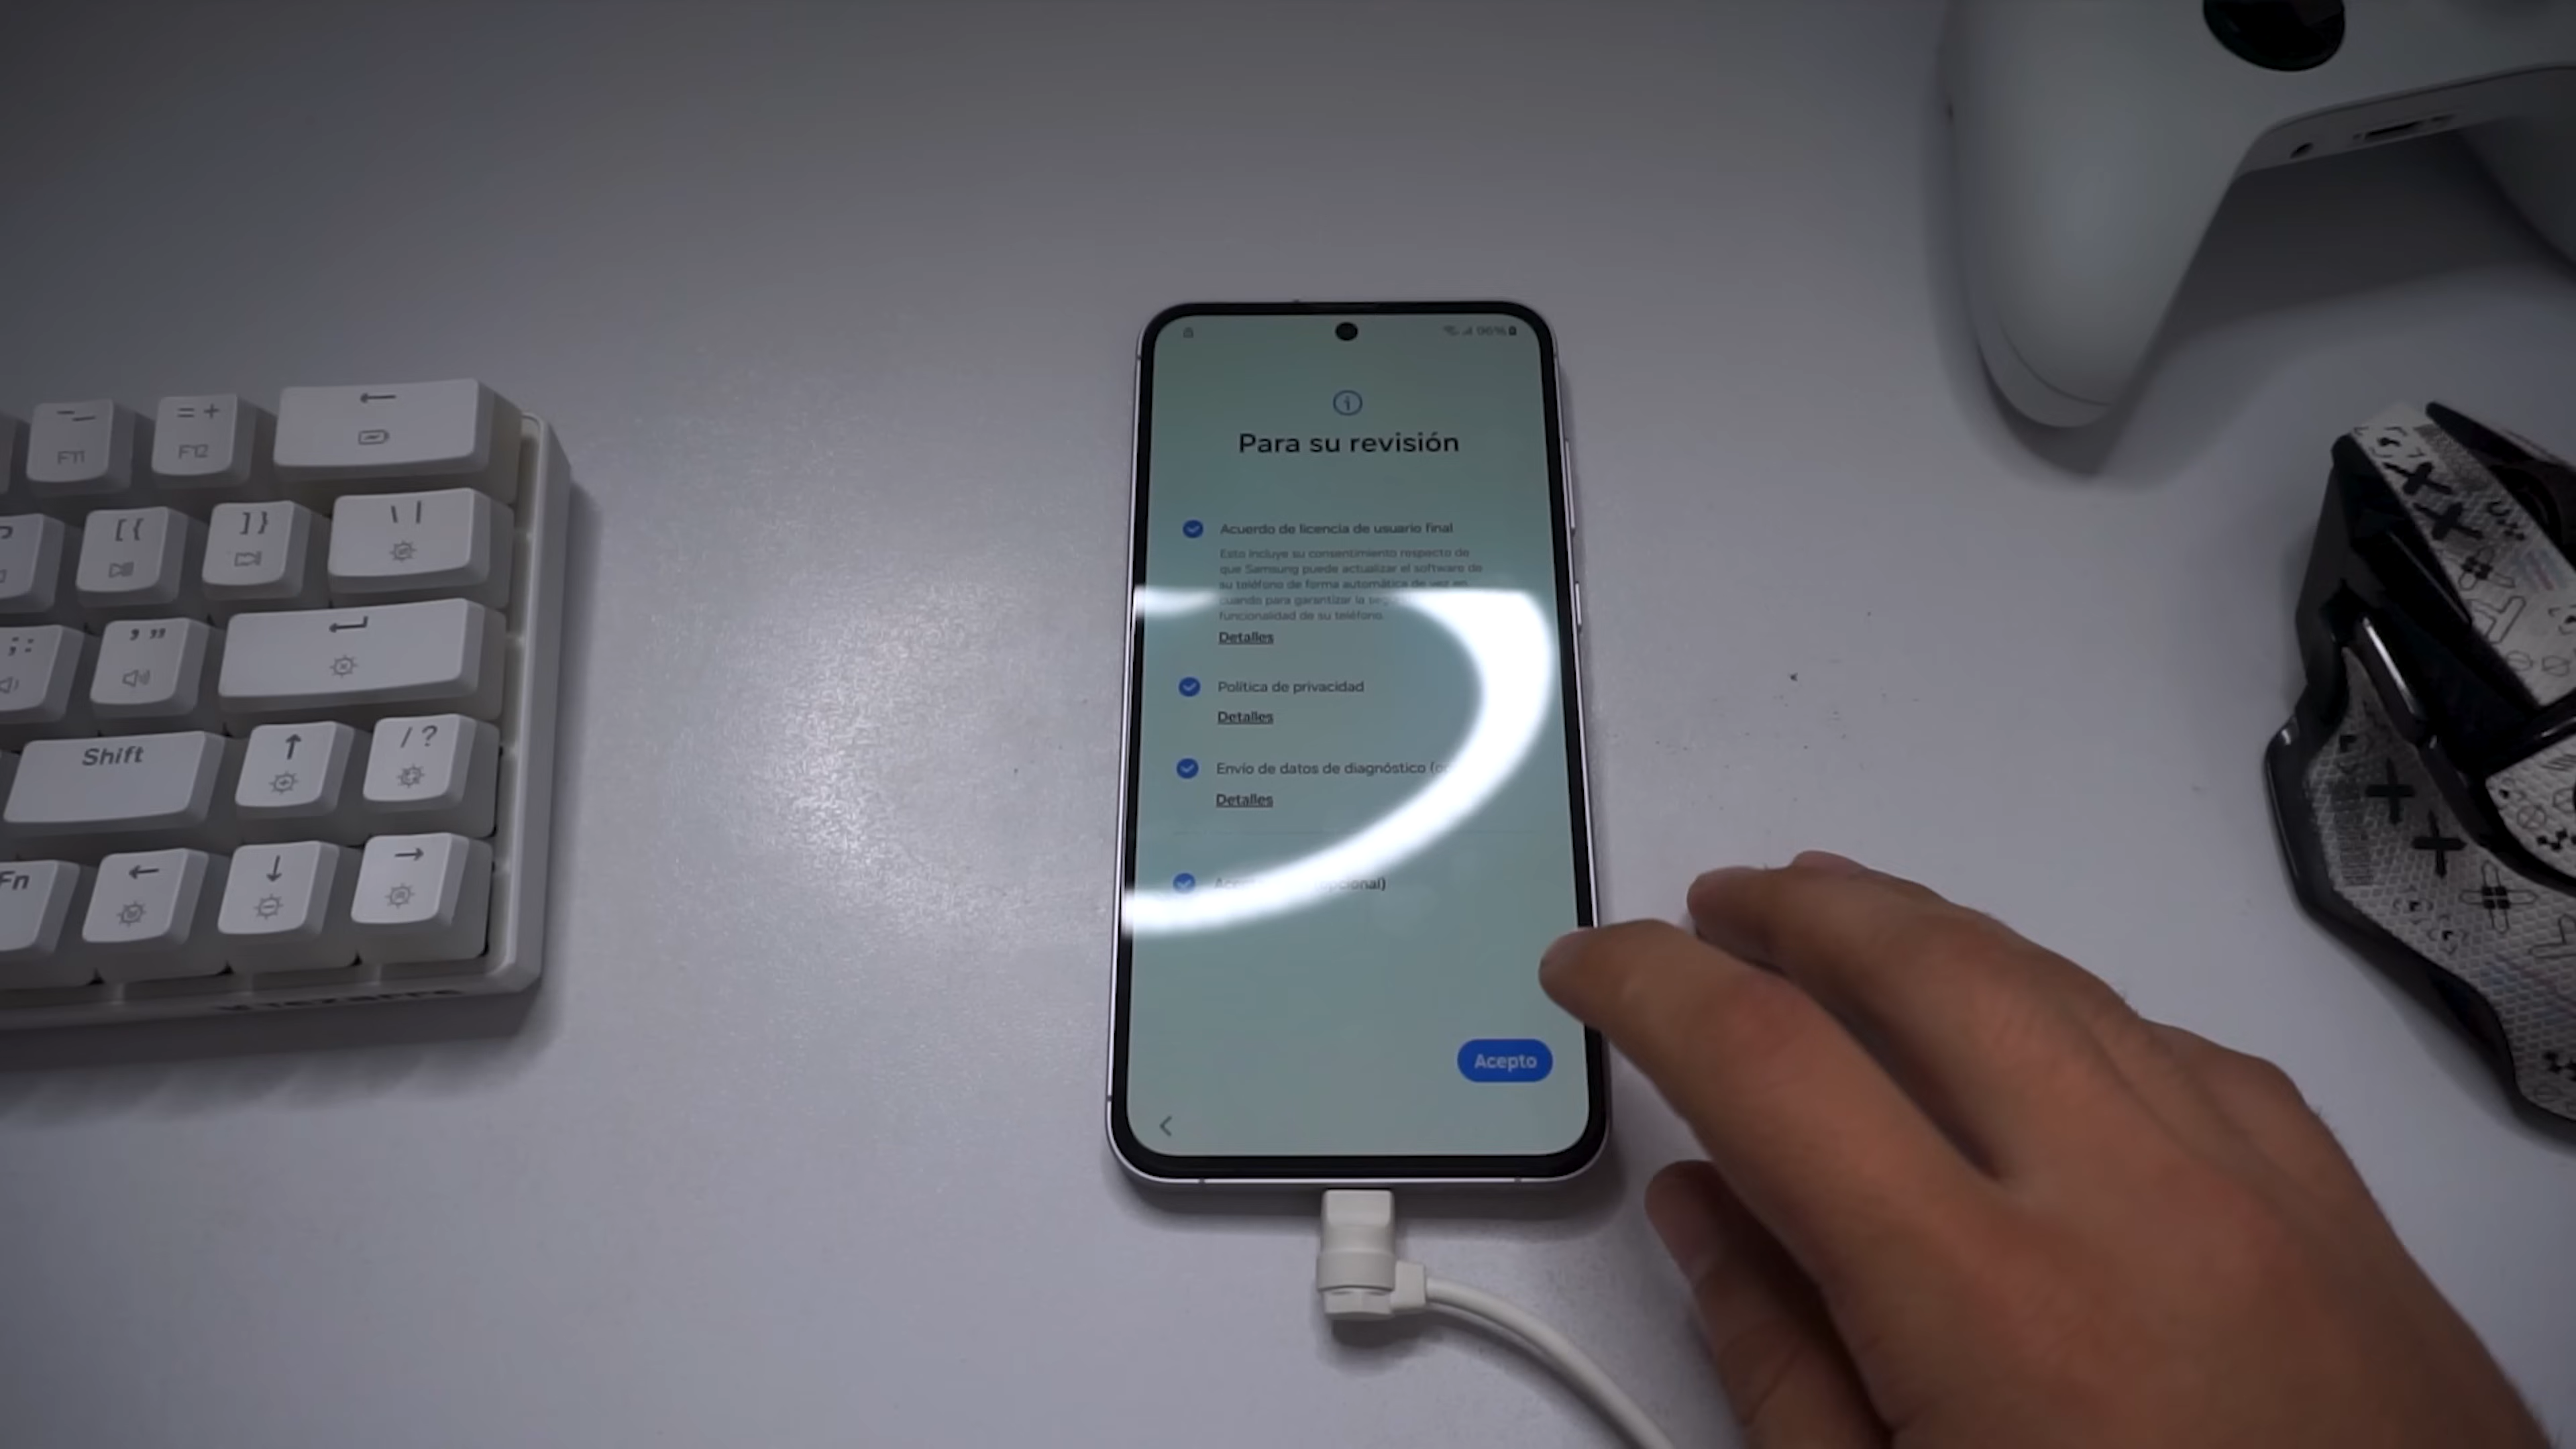 96%
Para su revisión
Acuerdo de licencia de usuario final
Esto incluye su consentimiento respecto de
que Samsung puede actualizar el software de
su teléfono de forma automática de vez en
cuando para garantizar la
funcionalidad de su teléfono.
Detalles
Política de privacidad
Detalles
Envío de datos de diagnóstico
Detalles
(opcional)
Acepto
F11
= +
F12
[ {
] }
\ |
; :
' "
Shift
/ ?
Fn